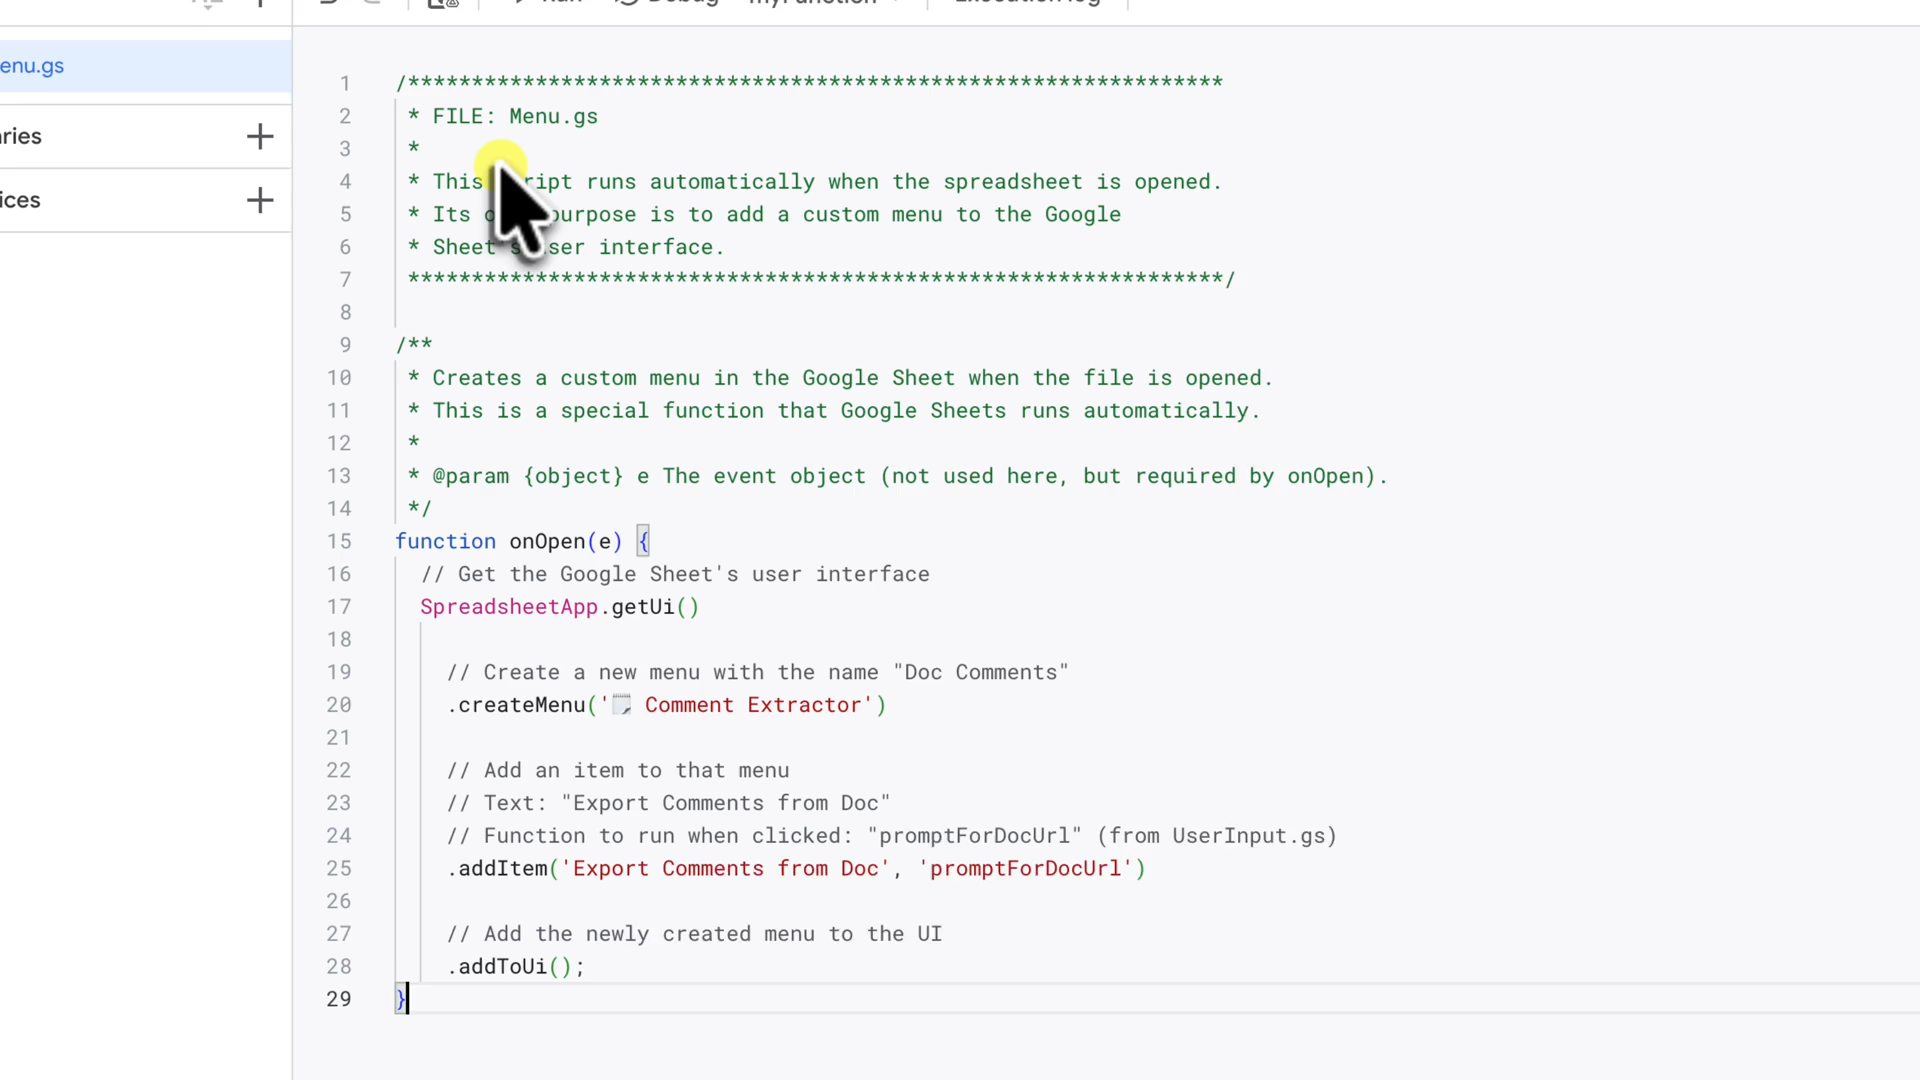 Debug
enu.gs
ries
ices
1 /****************************************************************
2 * FILE: Menu.gs
3 *
4 * This ript runs automatically when the spreadsheet is opened.
5 * Its purpose is to add a custom menu to the Google
6 * Sheet's user interface.
7 ****************************************************************/
8
9 /**
10 * Creates a custom menu in the Google Sheet when the file is opened.
11 * This is a special function that Google Sheets runs automatically.
12 *
13 * @param {object} e The event object (not used here, but required by onOpen).
14 */
15 function onOpen(e) {
16 // Get the Google Sheet's user interface
17 SpreadsheetApp.getUi()
18
19 // Create a new menu with the name "Doc Comments"
20 .createMenu('🗒️ Comment Extractor')
21
22 // Add an item to that menu
23 // Text: "Export Comments from Doc"
24 // Function to run when clicked: "promptForDocUrl" (from UserInput.gs)
25 .addItem('Export Comments from Doc', 'promptForDocUrl')
26
27 // Add the newly created menu to the UI
28 .addToUi();
29 }